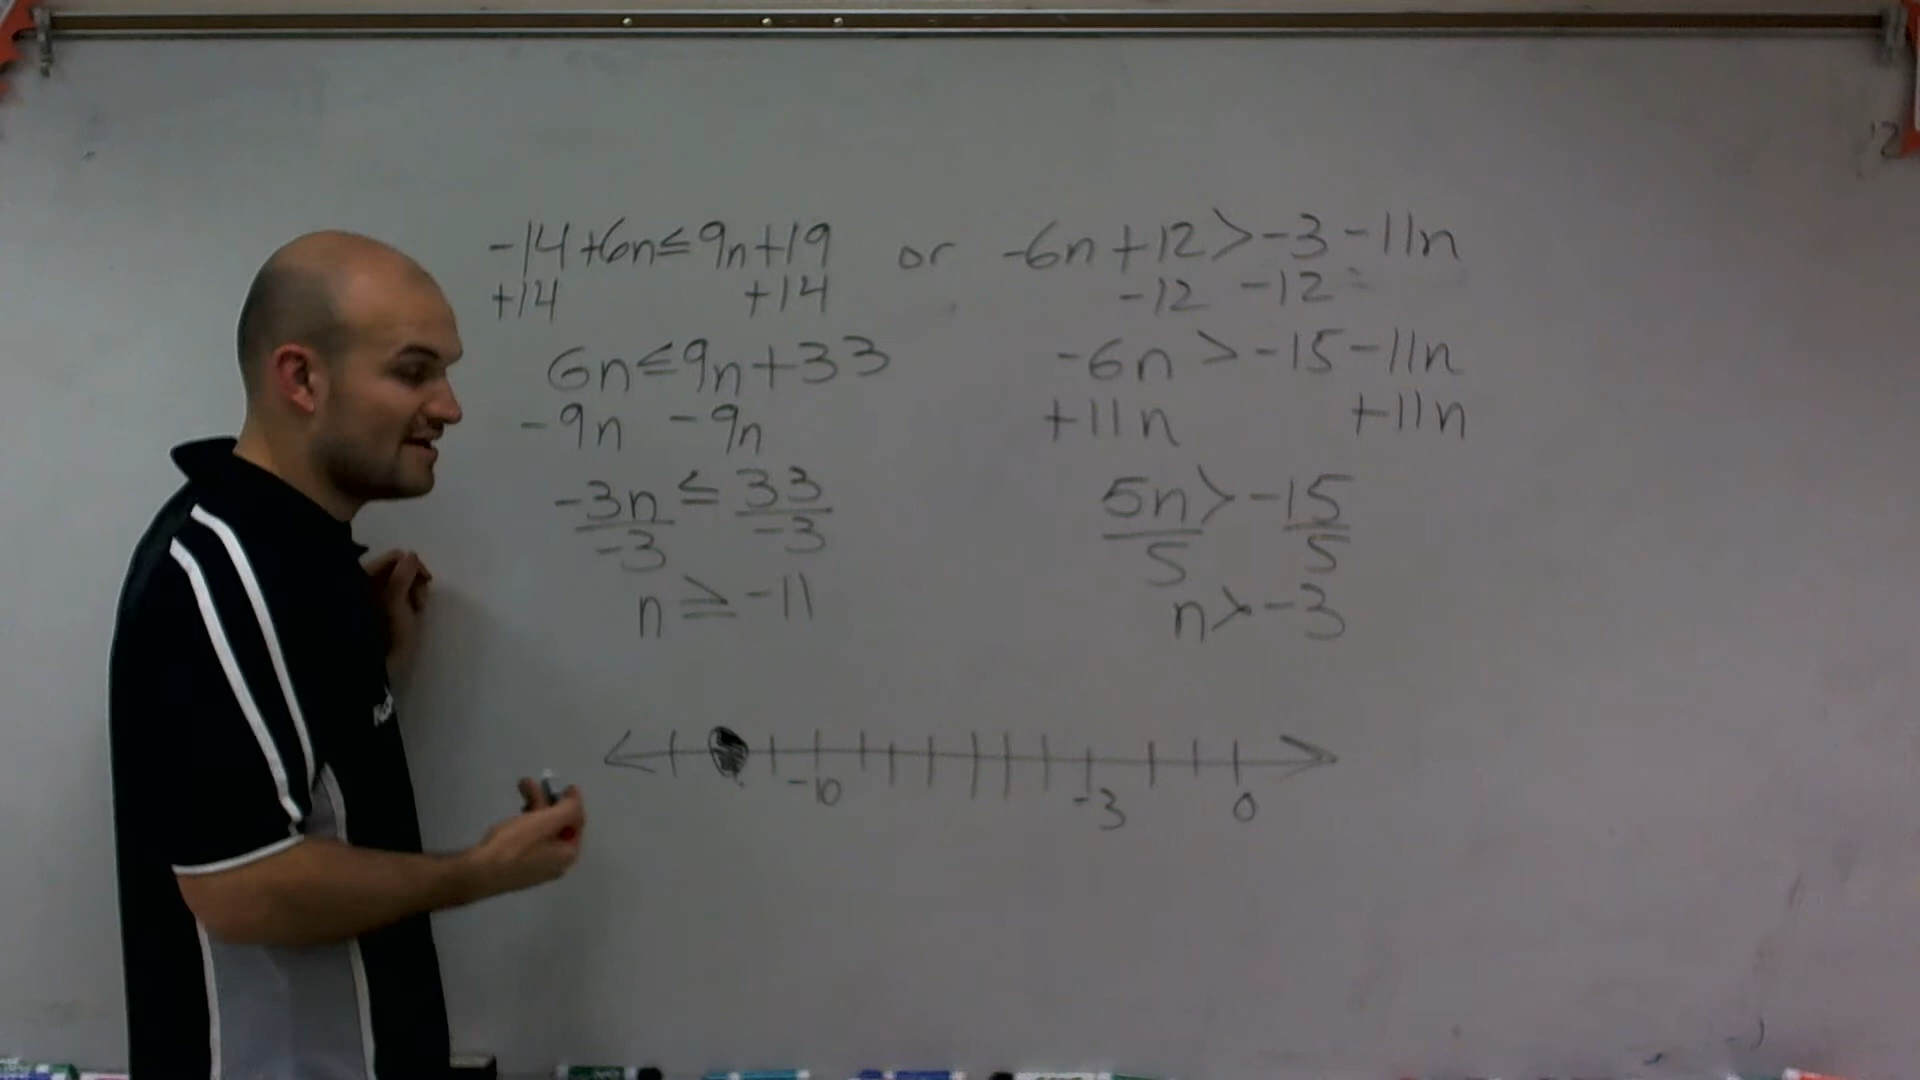 12
-14+6n≤9n+19 or -6n+12>-3-11n
+14 +14 -12 -12
6n≤9n+33 -6n>-15-11n
-9n -9n +11n +11n
-3n≤33 5n>-15
-3 -3 5 5
n≥-11 n>-3
-10 -3 0